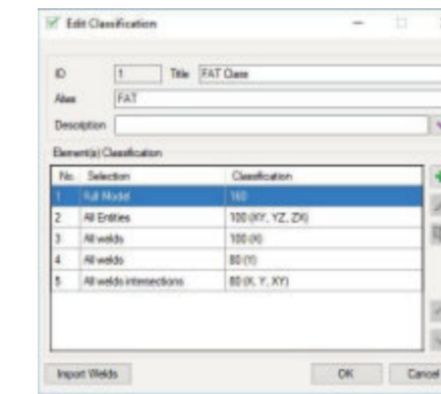 Edit Classification
ID 1 Title FAT Class
Alias FAT
Description
Element(s) Classification
No. Selection Classification
1 Full Model 160
2 All Entities 100 (XY, YZ, ZX)
3 All welds 100 (X)
4 All welds 80 (Y)
5 All welds intersections 80 (X, Y, XY)
Import Welds OK Cancel